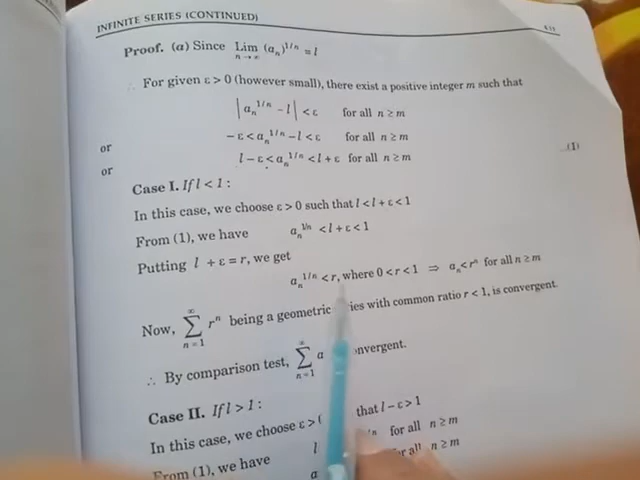 INFINITE SERIES (CONTINUED)
Proof. (a) Since Lim n→∞ (aₙ)^1/n = l
∴ For given ε > 0 (however small), there exist a positive integer m such that
|aₙ^1/n − l| < ε for all n ≥ m
or −ε < aₙ^1/n − l < ε for all n ≥ m
or l − ε < aₙ^1/n < l + ε for all n ≥ m ...(1)
Case I. If l < 1 :
In this case, we choose ε > 0 such that l < l + ε < 1
From (1), we have aₙ^1/n < l + ε < 1
Putting l + ε = r, we get
aₙ^1/n < r, where 0 < r < 1 ⇒ aₙ < rⁿ for all n ≥ m
Now, ∑ n=1 ∞ rⁿ being a geometric ies with common ratio r < 1, is convergent.
∴ By comparison test, ∑ n=1 ∞ a onvergent.
Case II. If l > 1 :
In this case, we choose ε > 0 that l − ε > 1
From (1), we have l for all n ≥ m
a for all n ≥ m